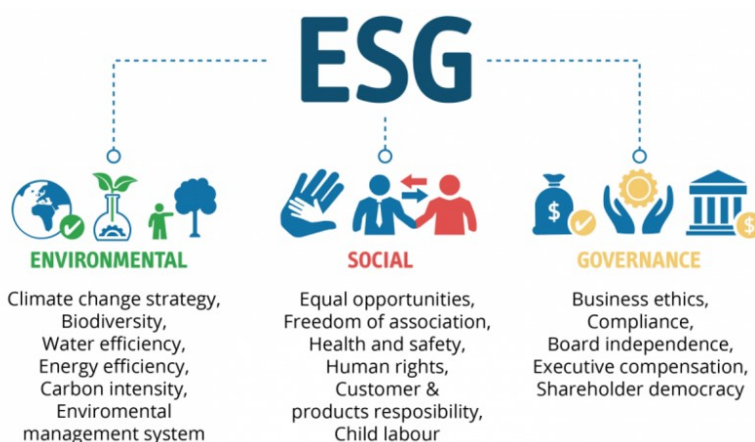 ESG
ENVIRONMENTAL
Climate change strategy,
Biodiversity,
Water efficiency,
Energy efficiency,
Carbon intensity,
Enviromental
management system
SOCIAL
Equal opportunities,
Freedom of association,
Health and safety,
Human rights,
Customer &
products resposibility,
Child labour
$
$
GOVERNANCE
Business ethics,
Compliance,
Board independence,
Executive compensation,
Shareholder democracy